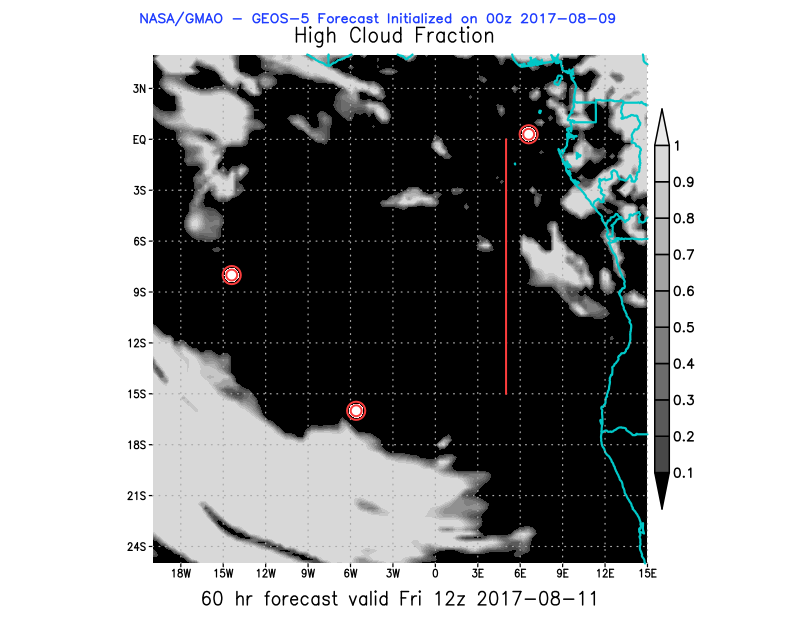 NASA/GMAO − GEOS−5 Forecast Initialized on 00z 2017−08−09
High Cloud Fraction
3N
EQ
3S
6S
9S
12S
15S
18S
21S
24S
18W 15W 12W 9W 6W 3W 0 3E 6E 9E 12E 15E
1
0.9
0.8
0.7
0.6
0.5
0.4
0.3
0.2
0.1
60 hr forecast valid Fri 12z 2017−08−11